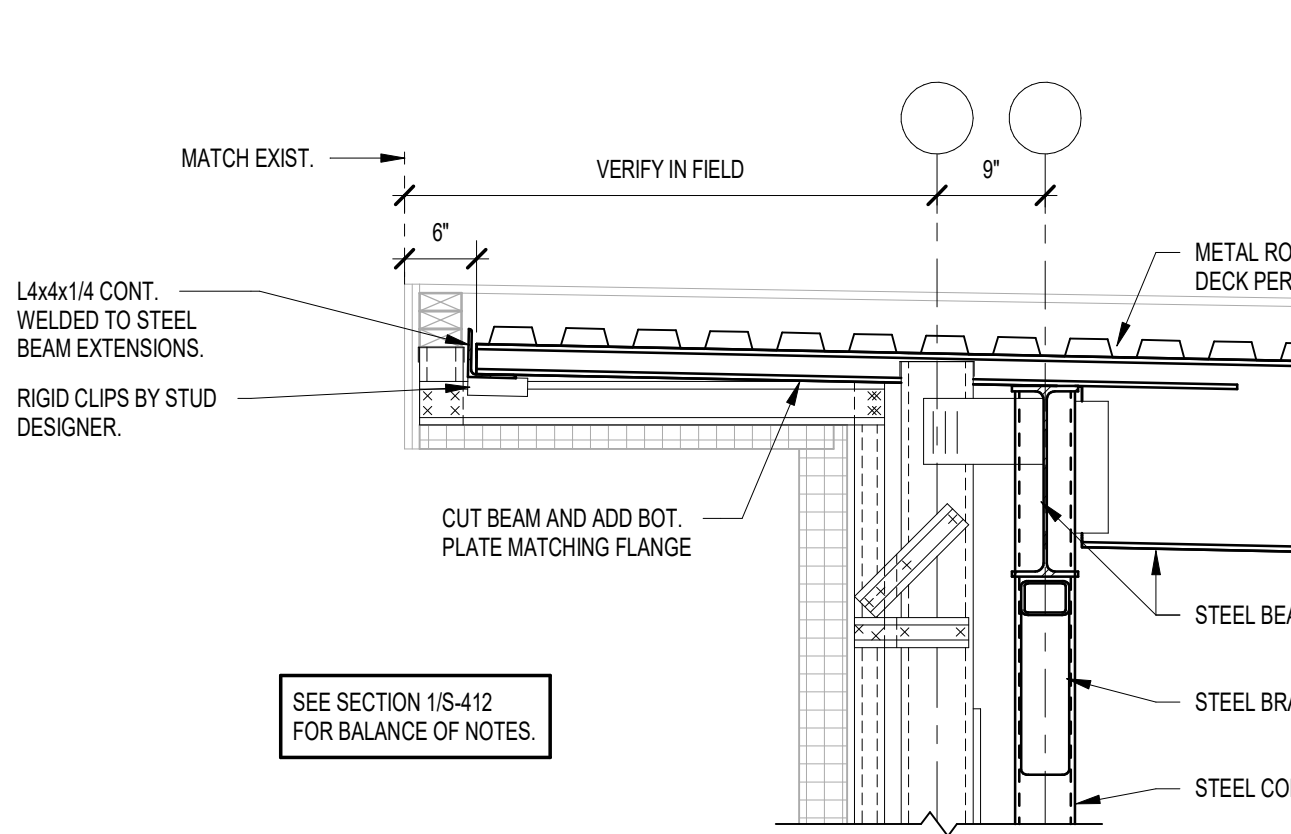 MATCH EXIST.
VERIFY IN FIELD
9"
6"
METAL RO
DECK PER
L4x4x1/4 CONT.
WELDED TO STEEL
BEAM EXTENSIONS.
RIGID CLIPS BY STUD
DESIGNER.
CUT BEAM AND ADD BOT.
PLATE MATCHING FLANGE
STEEL BEA
STEEL BRA
STEEL CO
SEE SECTION 1/S-412
FOR BALANCE OF NOTES.